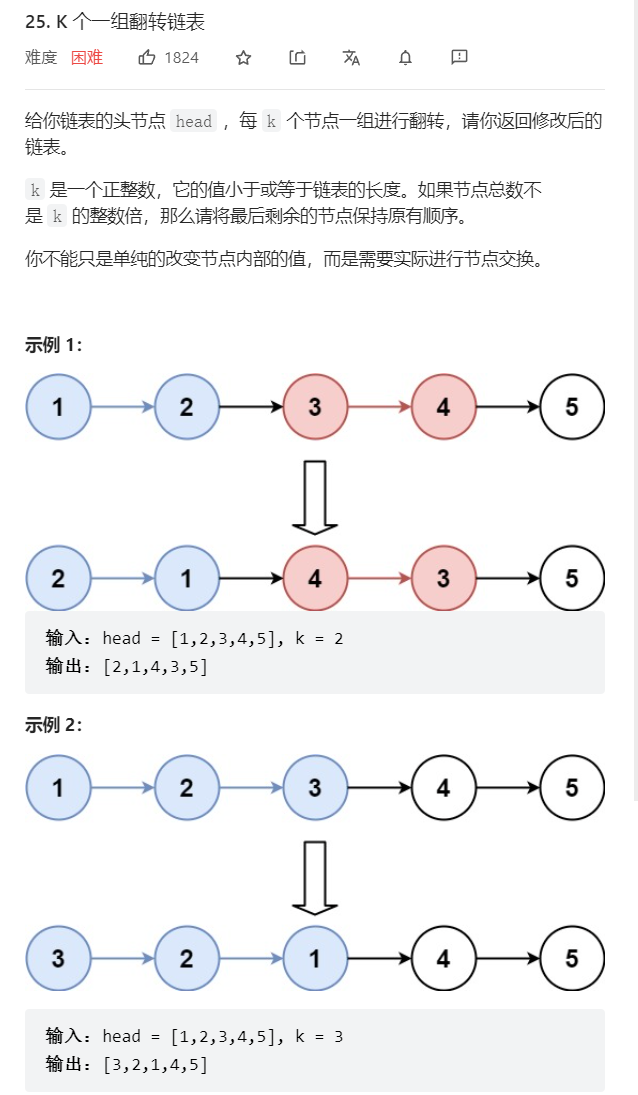 25. K 个一组翻转链表
难度 困难 1824
给你链表的头节点 head ，每 k 个节点一组进行翻转，请你返回修改后的
链表。
k 是一个正整数，它的值小于或等于链表的长度。如果节点总数不
是 k 的整数倍，那么请将最后剩余的节点保持原有顺序。
你不能只是单纯的改变节点内部的值，而是需要实际进行节点交换。
示例 1：
1 2 3 4 5
2 1 4 3 5
输入：head = [1,2,3,4,5], k = 2
输出：[2,1,4,3,5]
示例 2：
1 2 3 4 5
3 2 1 4 5
输入：head = [1,2,3,4,5], k = 3
输出：[3,2,1,4,5]